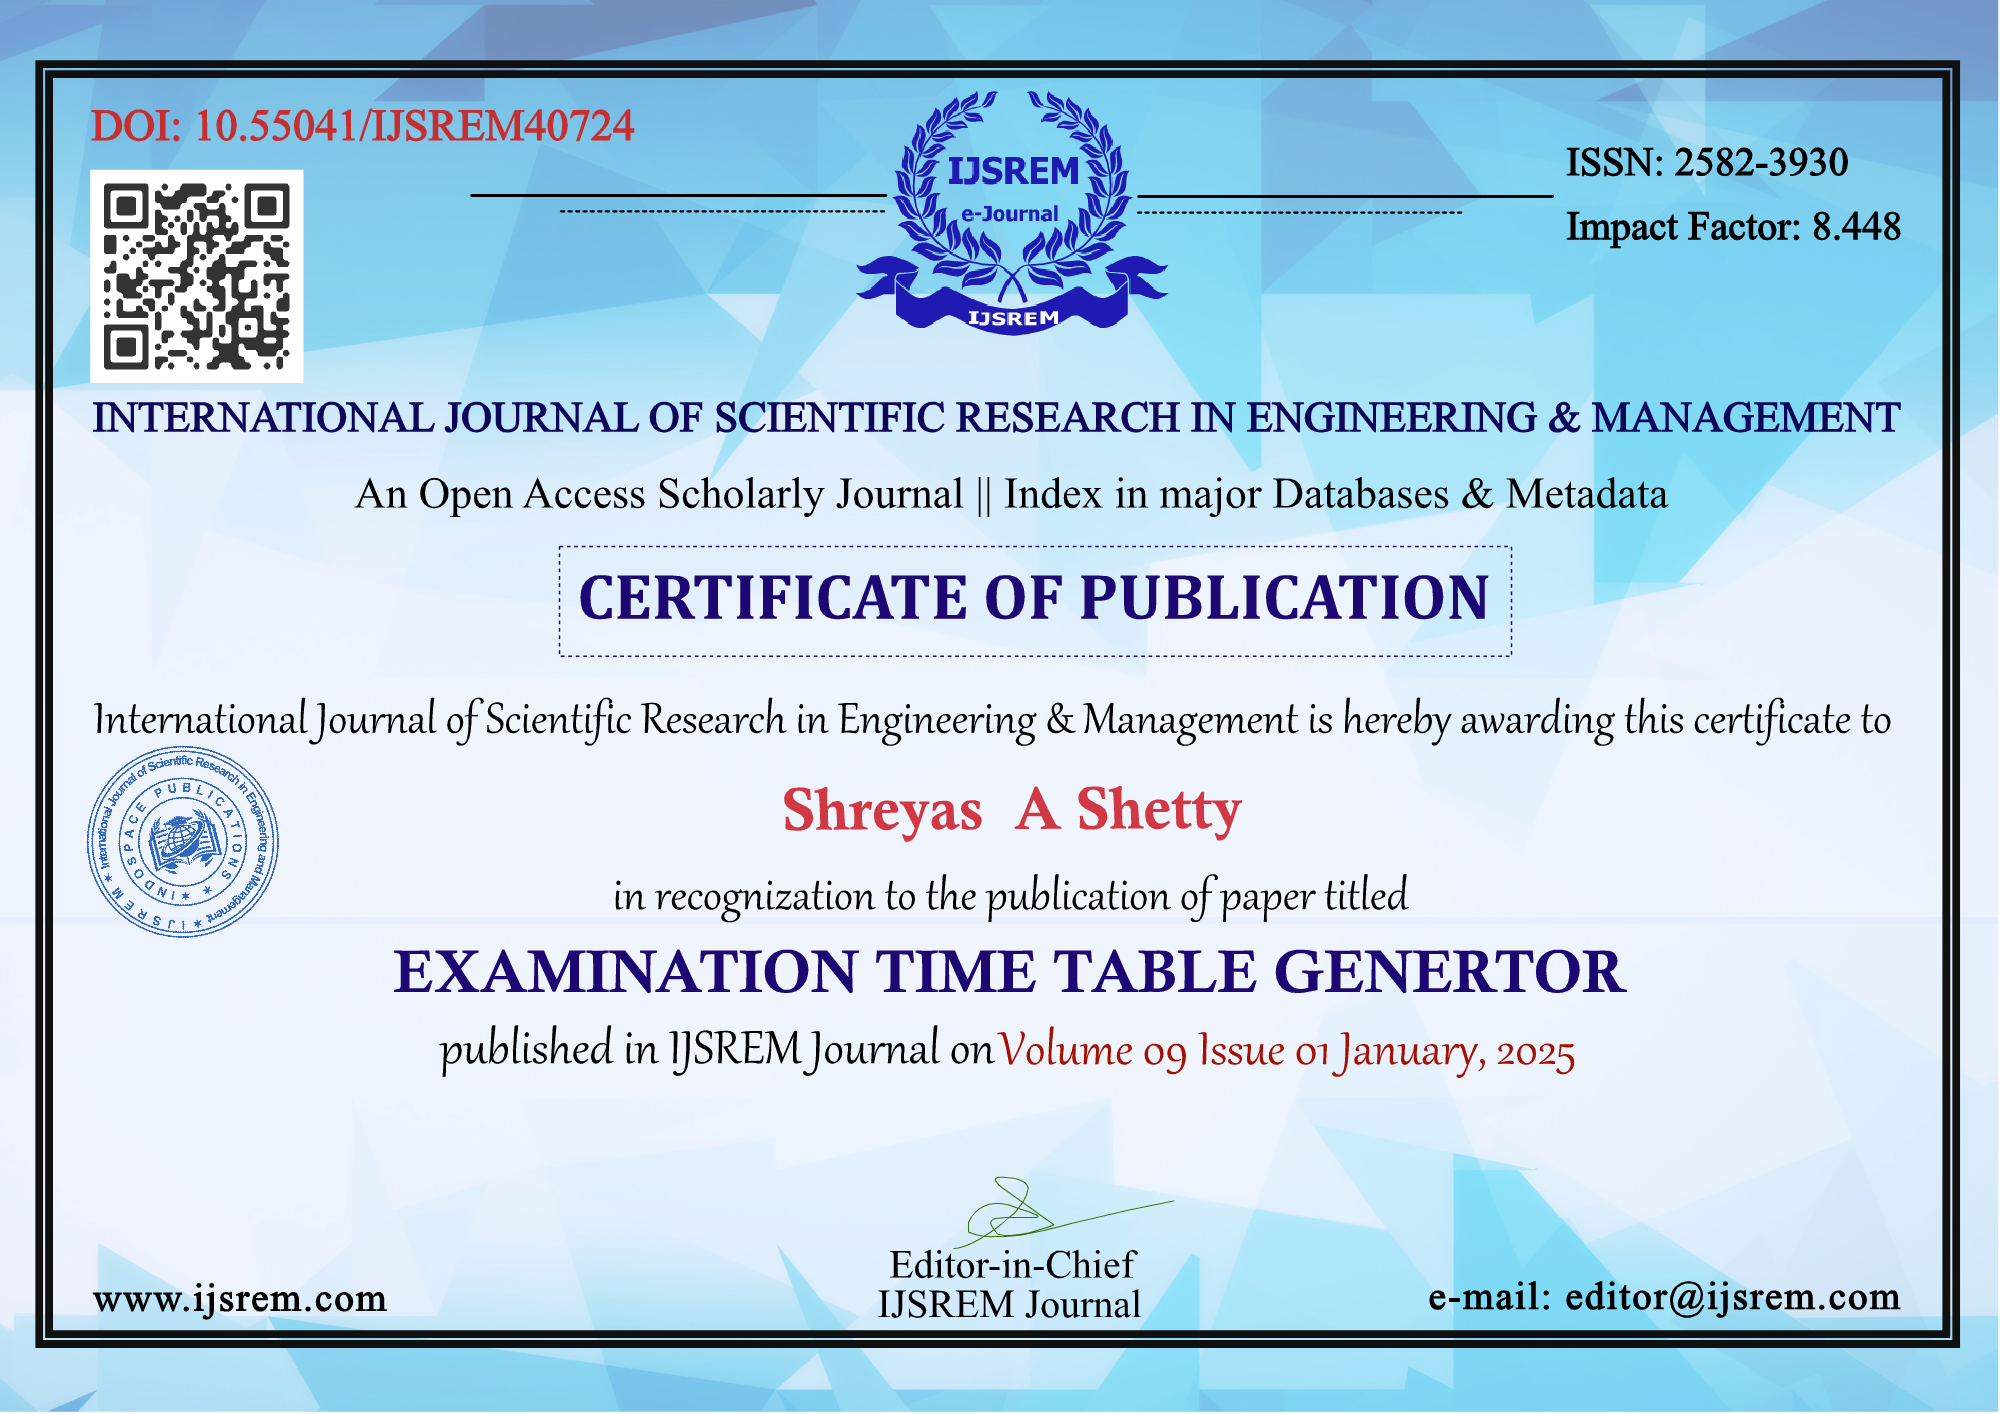 DOI: 10.55041/IJSREM40724
IJSREM
e-Journal
IJSREM
ISSN: 2582-3930
Impact Factor: 8.448
INTERNATIONAL JOURNAL OF SCIENTIFIC RESEARCH IN ENGINEERING & MANAGEMENT
An Open Access Scholarly Journal || Index in major Databases & Metadata
CERTIFICATE OF PUBLICATION
International Journal of Scientific Research in Engineering & Management is hereby awarding this certificate to
International Journal of Scientific Research in Engineering and Management ★ IJSREM ★
INDOSPACE PUBLICATIONS ★ ★ ★
Shreyas A Shetty
in recognization to the publication of paper titled
EXAMINATION TIME TABLE GENERTOR
published in IJSREM Journal on Volume 09 Issue 01 January, 2025
Editor-in-Chief
IJSREM Journal
www.ijsrem.com
e-mail: editor@ijsrem.com